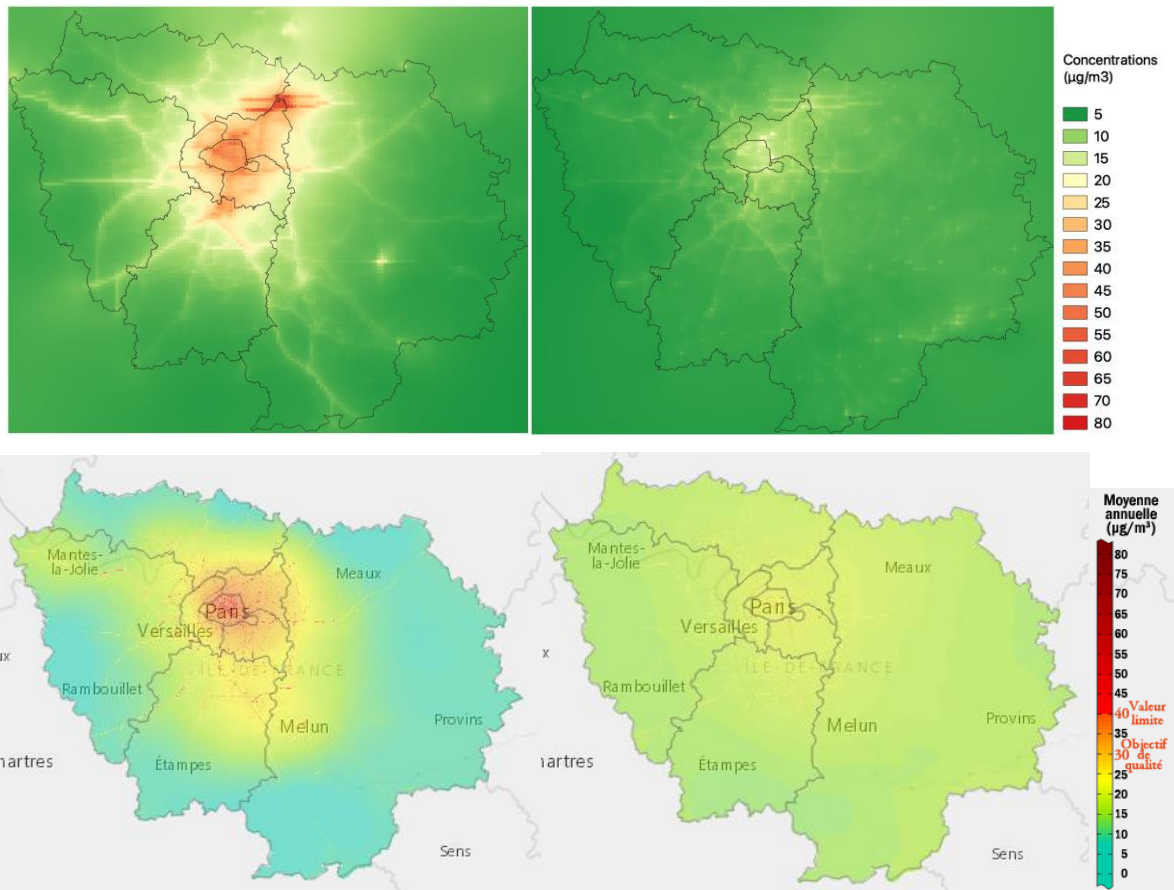 Concentrations
(µg/m3)
5
10
15
20
25
30
35
40
45
50
55
60
65
70
80
Mantes-
la-Jolie
Meaux
Paris
Versailles
ÎLE-DE-FRANCE
Rambouillet
Melun
Provins
Étampes
Sens
Mantes-
la-Jolie
Meaux
Paris
Versailles
ÎLE-DE-FRANCE
Rambouillet
Melun
Provins
Étampes
Sens
Moyenne
annuelle
(µg/m³)
80
75
70
65
60
55
50
45
40 Valeur
limite
35
Objectif
30 de
qualité
25
20
15
10
5
0